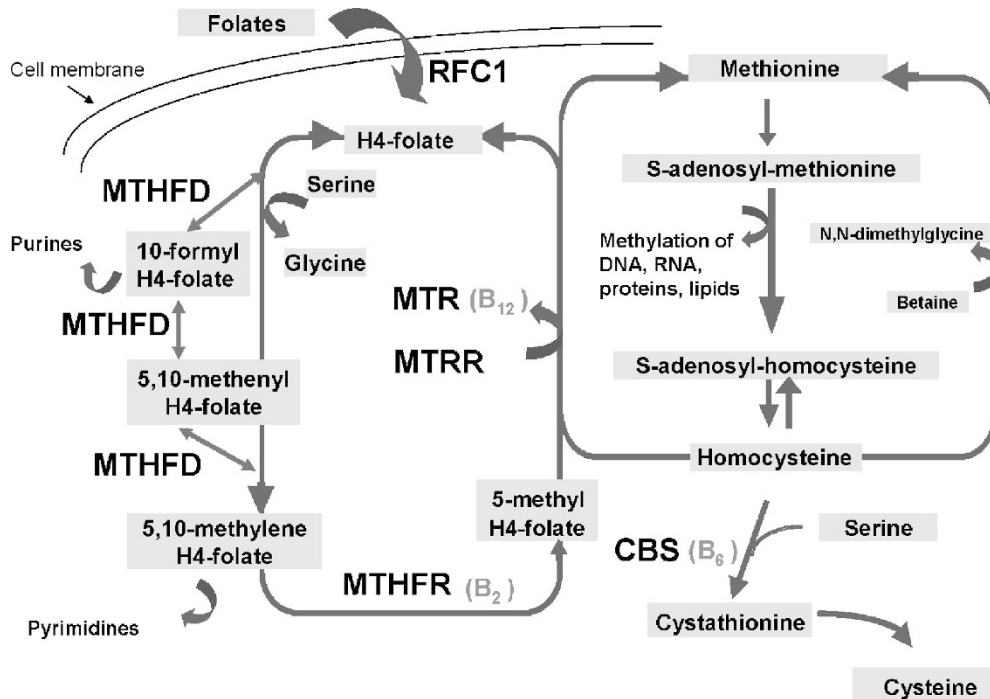 Folates
Cell membrane
RFC1
Methionine
H4-folate
S-adenosyl-methionine
MTHFD
Serine
Purines
10-formyl
H4-folate
Glycine
Methylation of
DNA, RNA,
proteins, lipids
N,N-dimethylglycine
Betaine
MTR (B12)
MTHFD
MTRR
5,10-methenyl
H4-folate
S-adenosyl-homocysteine
MTHFD
Homocysteine
5-methyl
H4-folate
5,10-methylene
H4-folate
Serine
CBS (B6)
MTHFR (B2)
Pyrimidines
Cystathionine
Cysteine